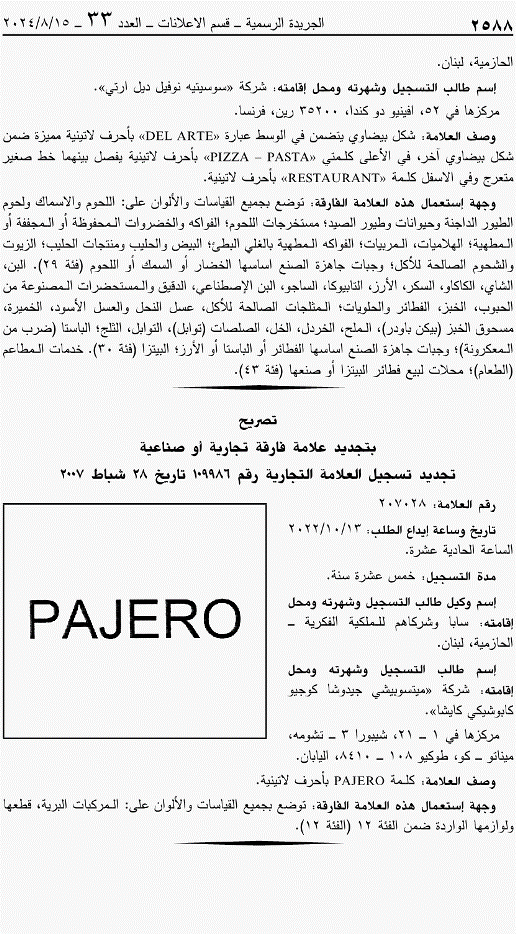 ٢٥٨٨
الجريدة الرسمية ــ قسم الاعلانات ــ العدد ٣٣ ــ ٢٠٢٤/٨/١٥
الحازمية، لبنان.
إسم طالب التسجيل وشهرته ومحل إقامته: شركة «سوسيتيه نوفيل ديل ارتي».
مركزها في ٥٢، افينيو دو كندا، ٣٥٢٠٠ رين، فرنسا.
وصف العلامة: شكل بيضاوي يتضمن في الوسط عبارة «DEL ARTE» بأحرف لاتينية مميزة ضمن
شكل بيضاوي آخر، في الأعلى كلمتي «PIZZA – PASTA» بأحرف لاتينية يفصل بينهما خط صغير
متعرج وفي الاسفل كلمة «RESTAURANT» بأحرف لاتينية.
وجهة إستعمال هذه العلامة الفارقة: توضع بجميع القياسات والألوان على: اللحوم والاسماك ولحوم
الطيور الداجنة وحيوانات وطيور الصيد؛ مستخرجات اللحوم؛ الفواكه والخضروات المحفوظة أو المجففة أو
المطهية؛ الهلاميات، المربيات؛ الفواكه المطهية بالغلي البطئ؛ البيض والحليب ومنتجات الحليب؛ الزيوت
والشحوم الصالحة للأكل؛ وجبات جاهزة الصنع اساسها الخضار أو السمك أو اللحوم (فئة ٢٩). البن،
الشاي، الكاكاو، السكر، الأرز، التابيوكا، الساجو، البن الإصطناعي، الدقيق والمستحضرات المصنوعة من
الحبوب، الخبز، الفطائر والحلويات؛ المثلجات الصالحة للأكل، عسل النحل والعسل الأسود، الخميرة،
مسحوق الخبز (بيكن باودر)، الملح، الخردل، الخل، الصلصات (توابل)، التوابل، الثلج؛ الباستا (ضرب من
المعكرونة)؛ وجبات جاهزة الصنع اساسها الفطائر أو الباستا أو الأرز؛ البيتزا (فئة ٣٠). خدمات المطاعم
(الطعام)؛ محلات لبيع فطائر البيتزا أو صنعها (فئة ٤٣).
تصريح
بتجديد علامة فارقة تجارية أو صناعية
تجديد تسجيل العلامة التجارية رقم ١٠٩٩٨٦ تاريخ ٢٨ شباط ٢٠٠٧
رقم العلامة: ٢٠٧٠٢٨
تاريخ وساعة إيداع الطلب: ٢٠٢٢/١٠/١٣
الساعة الحادية عشرة.
مدة التسجيل: خمس عشرة سنة.
إسم وكيل طالب التسجيل وشهرته ومحل
إقامته: سابا وشركاهم للملكية الفكرية ــ
الحازمية، لبنان.
إسم طالب التسجيل وشهرته ومحل
إقامته: شركة «ميتسوبيشي جيدوشا كوجيو
كابوشيكي كايشا».
مركزها في ١ ــ ٢١، شيبورا ٣ ــ تشومه،
ميناتو ــ كو، طوكيو ١٠٨ ــ ٨٤١٠، اليابان.
PAJERO
وصف العلامة: كلمة PAJERO بأحرف لاتينية.
وجهة إستعمال هذه العلامة الفارقة: توضع بجميع القياسات والألوان على: المركبات البرية، قطعها
ولوازمها الواردة ضمن الفئة ١٢ (الفئة ١٢).